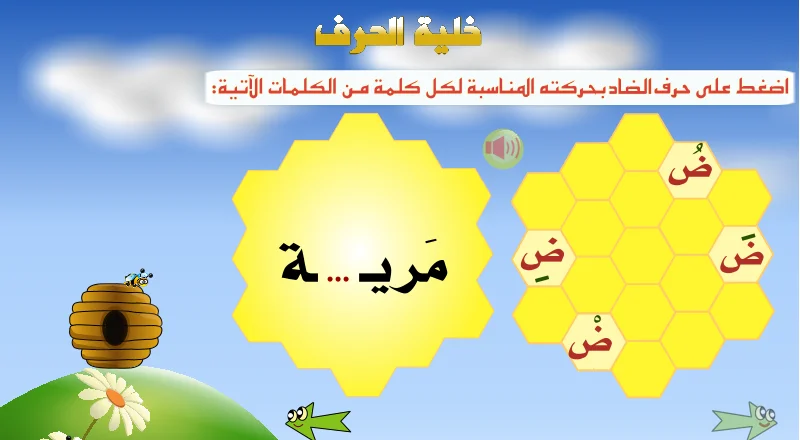 خلية الحرف
اضغط على حرف الضاد بحركته المناسبة لكل كلمة من الكلمات الآتية:
مَريـ ... ـة
ضُ
ضِ
ضَ
ضْ